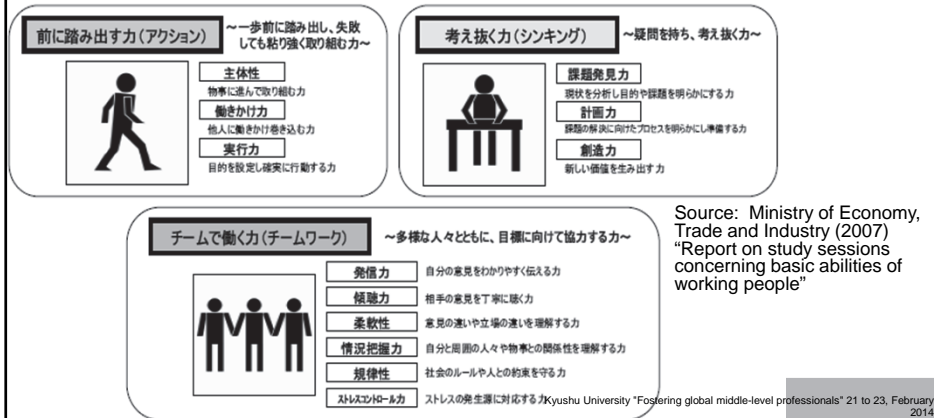 前に踏み出す力(アクション)
～一歩前に踏み出し、失敗
しても粘り強く取り組む力～
主体性
物事に進んで取り組む力
働きかけ力
他人に働きかけ巻き込む力
実行力
目的を設定し確実に行動する力
考え抜く力(シンキング)
～疑問を持ち、考え抜く力～
課題発見力
現状を分析し目的や課題を明らかにする力
計画力
課題の解決に向けたプロセスを明らかにし準備する力
創造力
新しい価値を生み出す力
チームで働く力(チームワーク)
～多様な人々とともに、目標に向けて協力する力～
発信力 自分の意見をわかりやすく伝える力
傾聴力 相手の意見を丁寧に聴く力
柔軟性 意見の違いや立場の違いを理解する力
情況把握力 自分と周囲の人々や物事との関係性を理解する力
規律性 社会のルールや人との約束を守る力
ストレスコントロール力 ストレスの発生源に対応する力
Source: Ministry of Economy,
Trade and Industry (2007)
“Report on study sessions
concerning basic abilities of
working people”
Kyushu University "Fostering global middle-level professionals" 21 to 23, February
2014